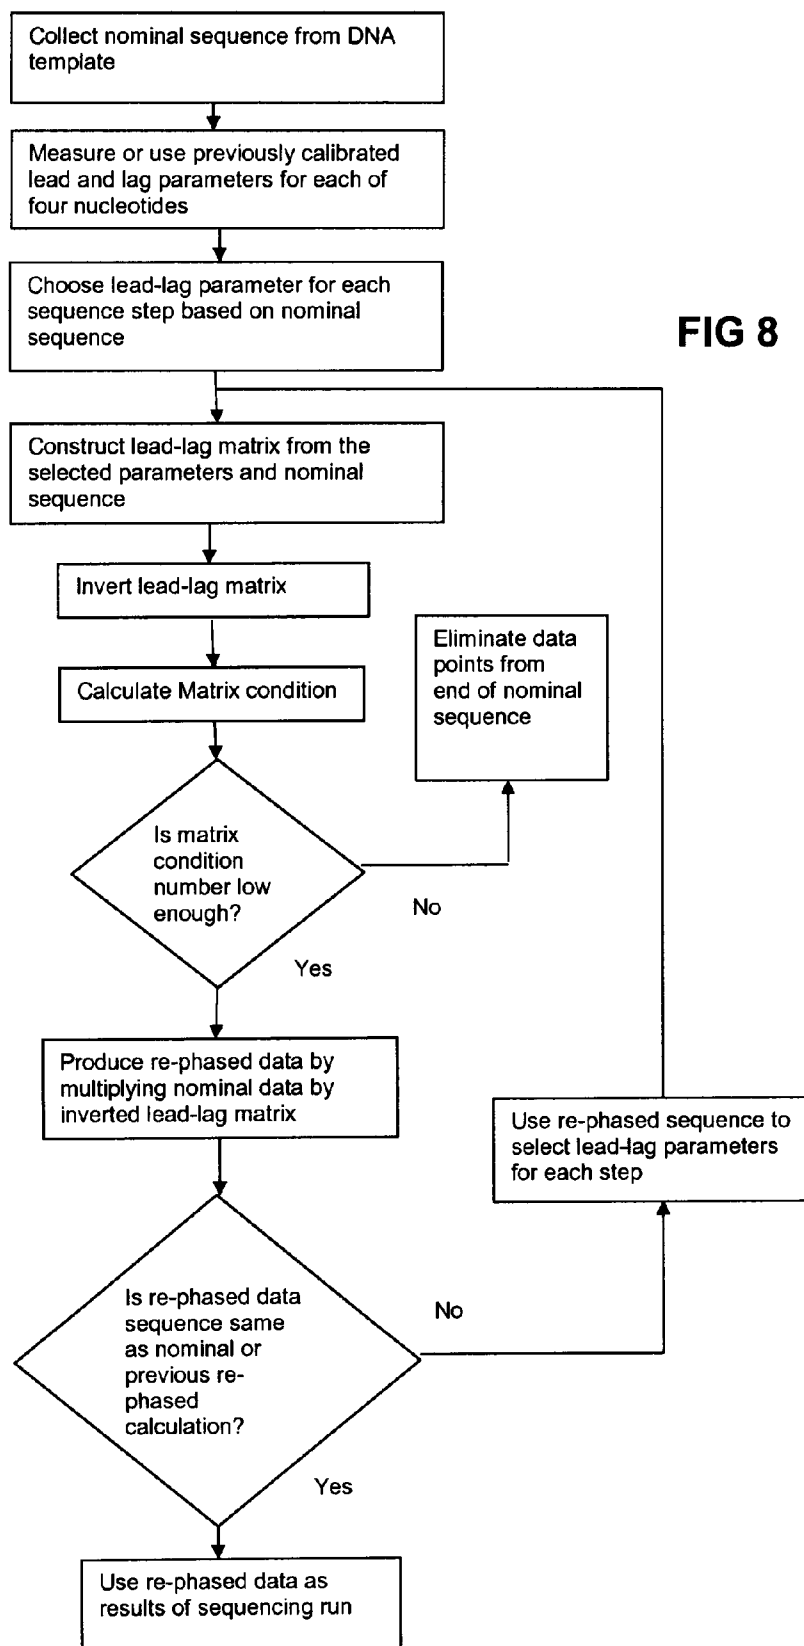 Collect nominal sequence from DNA
template
Measure or use previously calibrated
lead and lag parameters for each of
four nucleotides
Choose lead-lag parameter for each
sequence step based on nominal
sequence
FIG 8
Construct lead-lag matrix from the
selected parameters and nominal
sequence
Invert lead-lag matrix
Calculate Matrix condition
Eliminate data
points from
end of nominal
sequence
Is matrix
condition
number low
enough?
No
Yes
Produce re-phased data by
multiplying nominal data by
inverted lead-lag matrix
Use re-phased sequence to
select lead-lag parameters
for each step
Is re-phased data
sequence same
as nominal or
previous re-
phased
calculation?
No
Yes
Use re-phased data as
results of sequencing run